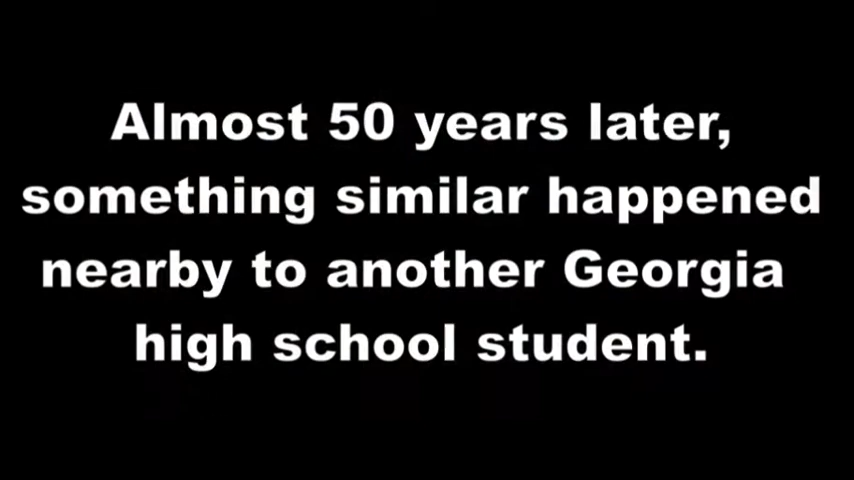 Almost 50 years later,
something similar happened
nearby to another Georgia
high school student.